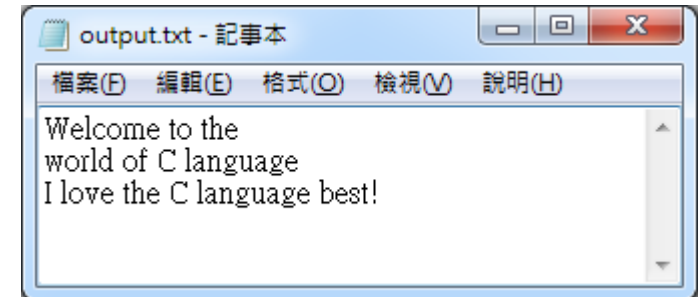 output.txt - 記事本
檔案(F) 編輯(E) 格式(O) 檢視(V) 說明(H)
Welcome to the
world of C language
I love the C language best!